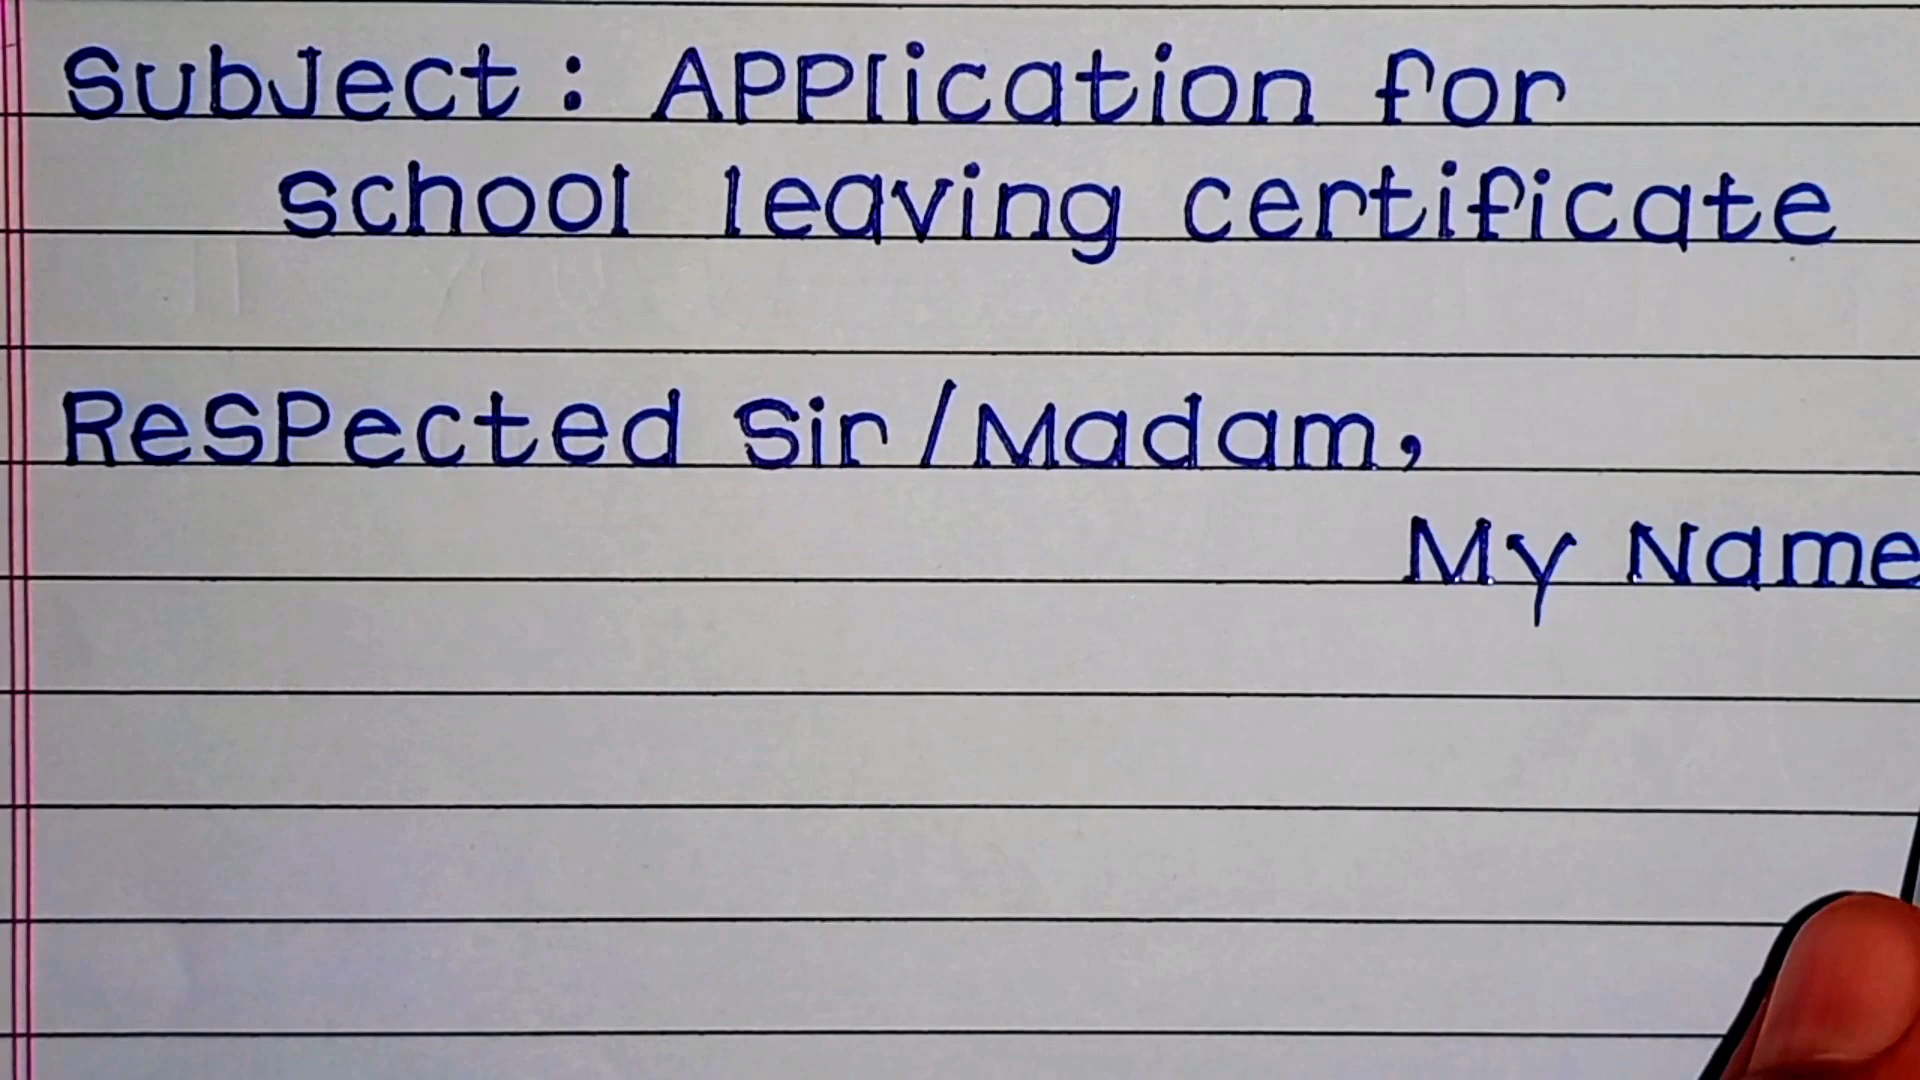 Subject : Application for
school leaving certificate
Respected Sir/Madam,
My Name